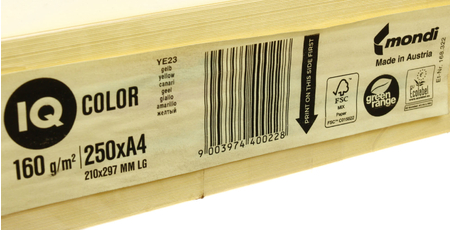 IQ COLOR
160 g/m² 250xA4
210x297 MM LG
YE23
gelb
yellow
canari
geel
giallo
amarillo
желтый
9 003974 400228
PRINT ON THIS SIDE FIRST
mondi
Made in Austria
FSC
MIX
Paper
green range
EU Ecolabel